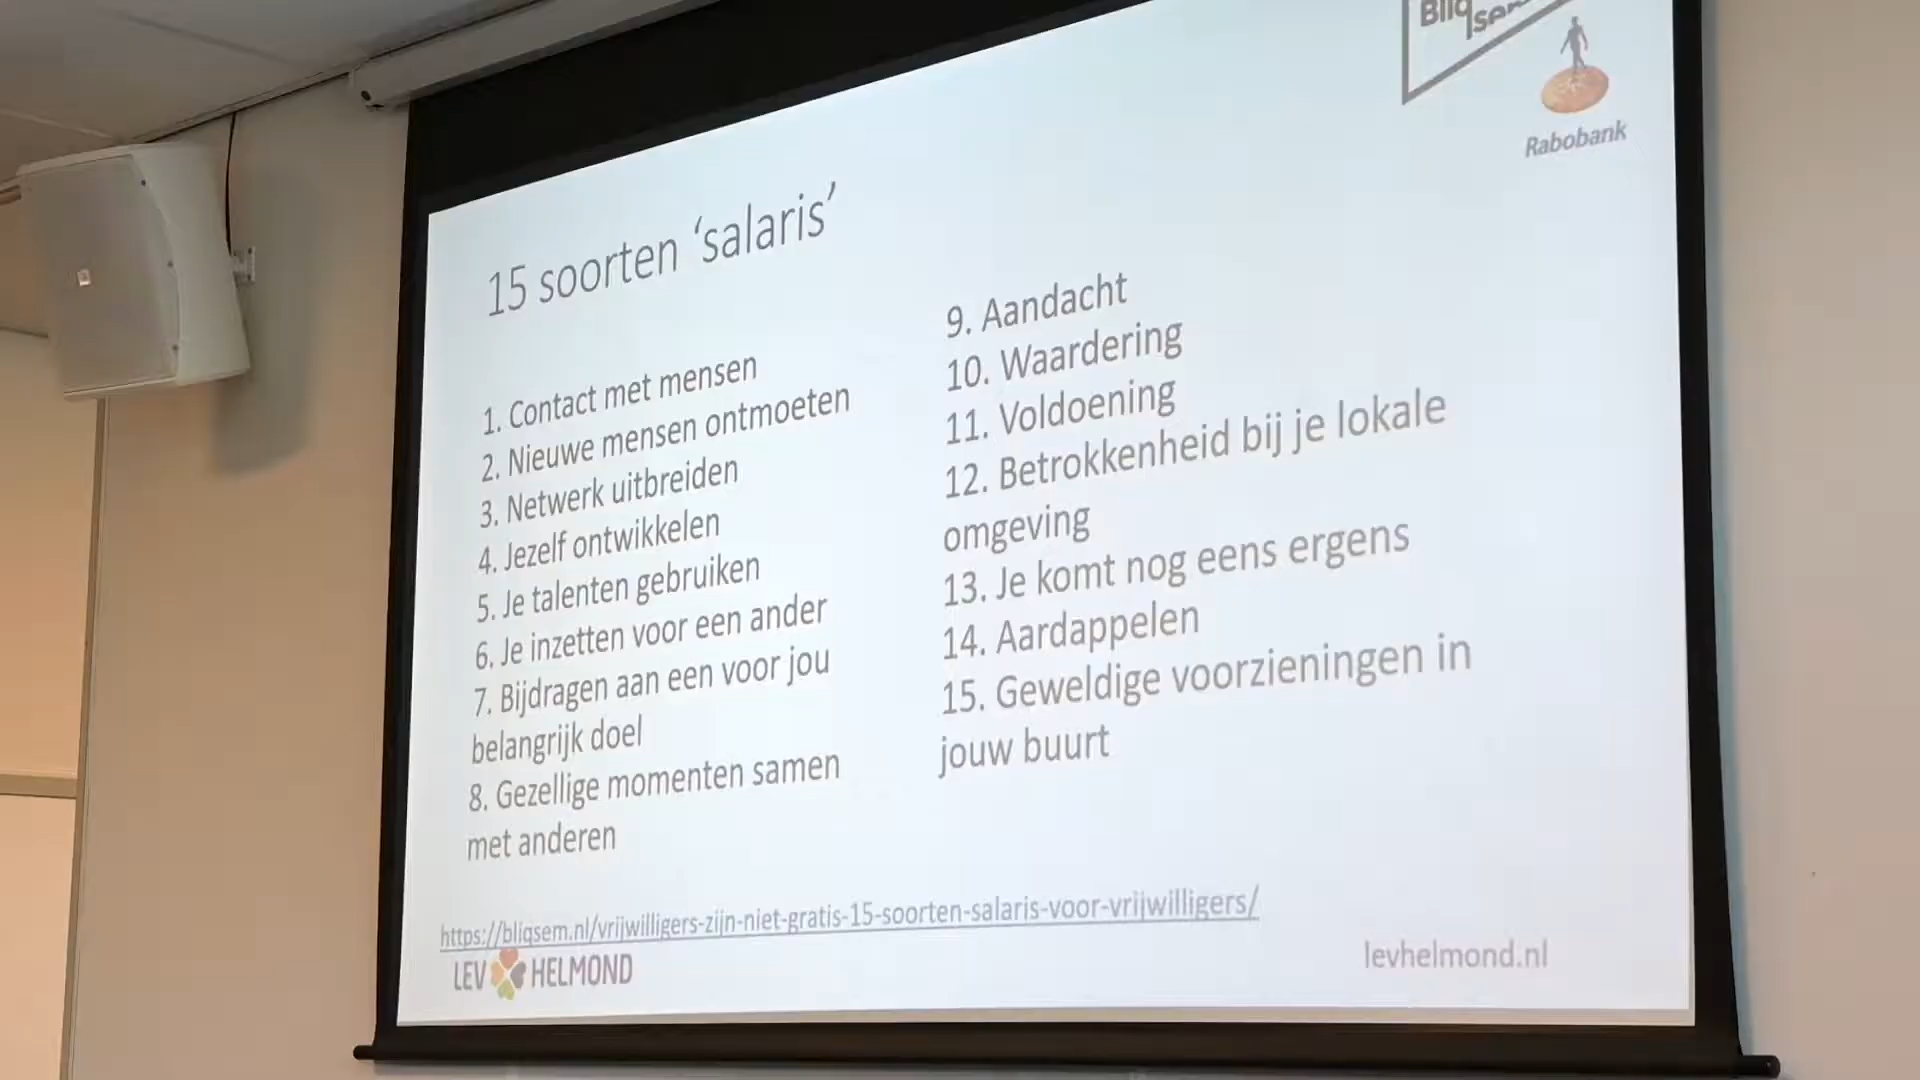 Rabobank
15 soorten ‘salaris’
1. Contact met mensen
2. Nieuwe mensen ontmoeten
3. Netwerk uitbreiden
4. Jezelf ontwikkelen
5. Je talenten gebruiken
6. Je inzetten voor een ander
7. Bijdragen aan een voor jou
belangrijk doel
8. Gezellige momenten samen
met anderen
9. Aandacht
10. Waardering
11. Voldoening
12. Betrokkenheid bij je lokale
omgeving
13. Je komt nog eens ergens
14. Aardappelen
15. Geweldige voorzieningen in
jouw buurt
https://bliqsem.nl/vrijwilligers-zijn-niet-gratis-15-soorten-salaris-voor-vrijwilligers/
LEV HELMOND
levhelmond.nl